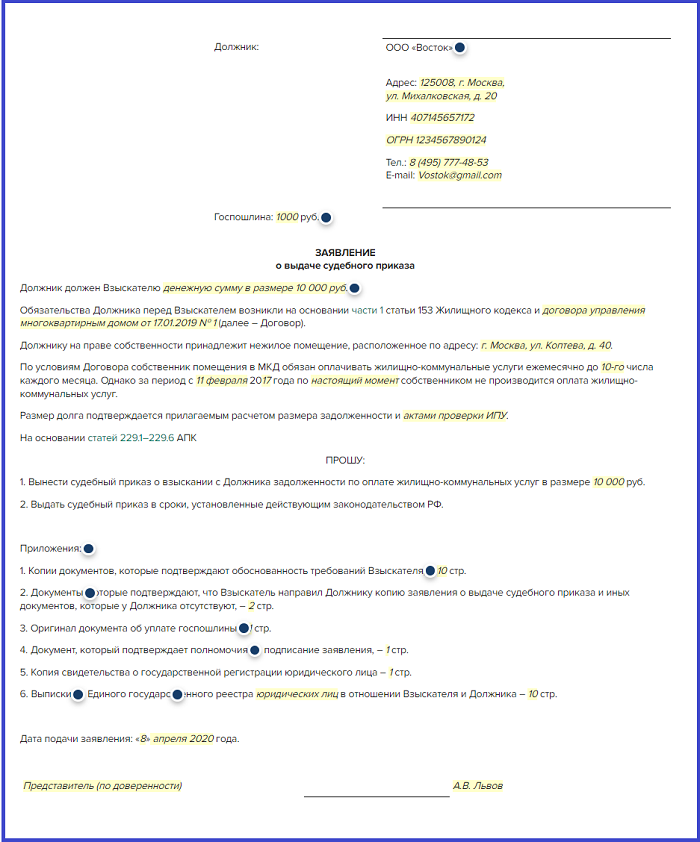 Должник:
ООО «Восток»
Адрес: 125008, г. Москва,
ул. Михалковская, д. 20
ИНН 407145657172
ОГРН 1234567890124
Тел.: 8 (495) 777-48-53
E-mail: Vostok@gmail.com
Госпошлина: 1000 руб.
ЗАЯВЛЕНИЕ
о выдаче судебного приказа
Должник должен Взыскателю денежную сумму в размере 10 000 руб.
Обязательства Должника перед Взыскателем возникли на основании части 1 статьи 153 Жилищного кодекса и договора управления
многоквартирным домом от 17.01.2019 № 1 (далее – Договор).
Должнику на праве собственности принадлежит нежилое помещение, расположенное по адресу: г. Москва, ул. Коптева, д. 40.
По условиям Договора собственник помещения в МКД обязан оплачивать жилищно-коммунальные услуги ежемесячно до 10-го числа
каждого месяца. Однако за период с 11 февраля 2017 года по настоящий момент собственником не производится оплата жилищно-
коммунальных услуг.
Размер долга подтверждается прилагаемым расчетом размера задолженности и актами проверки ИПУ.
На основании статей 229.1–229.6 АПК
ПРОШУ:
1. Вынести судебный приказ о взыскании с Должника задолженности по оплате жилищно-коммунальных услуг в размере 10 000 руб.
2. Выдать судебный приказ в сроки, установленные действующим законодательством РФ.
Приложения:
1. Копии документов, которые подтверждают обоснованность требований Взыскателя 10 стр.
2. Документы оторые подтверждают, что Взыскатель направил Должнику копию заявления о выдаче судебного приказа и иных
документов, которые у Должника отсутствуют, – 2 стр.
3. Оригинал документа об уплате госпошлины 1 стр.
4. Документ, который подтверждает полномочия подписание заявления, – 1 стр.
5. Копия свидетельства о государственной регистрации юридического лица – 1 стр.
6. Выписки Единого государс енного реестра юридических лиц в отношении Взыскателя и Должника – 10 стр.
Дата подачи заявления: «8» апреля 2020 года.
Представитель (по доверенности) А.В. Львов